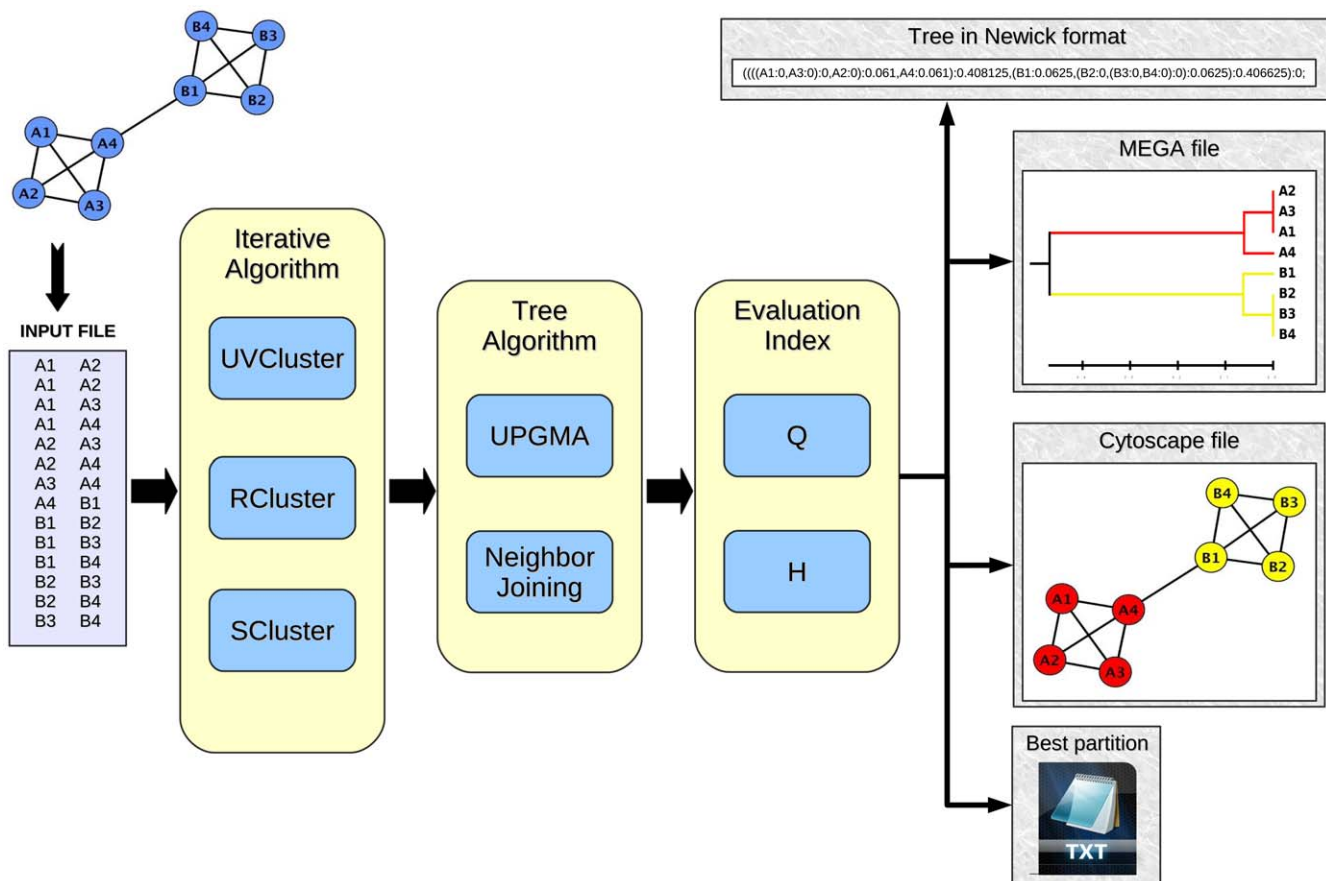 B4
B3
B1
B2
A1
A4
A2
A3
INPUT FILE
A1 A2
A1 A2
A1 A3
A1 A4
A2 A3
A2 A4
A3 A4
A4 B1
B1 B2
B1 B3
B1 B4
B2 B3
B2 B4
B3 B4
Iterative
Algorithm
UVCluster
RCluster
SCluster
Tree
Algorithm
UPGMA
Neighbor
Joining
Evaluation
Index
Q
H
Tree in Newick format
((((A1:0,A3:0):0,A2:0):0.061,A4:0.061):0.408125,(B1:0.0625,(B2:0,(B3:0,B4:0):0):0.0625):0.406625):0;
MEGA file
A2
A3
A1
A4
B1
B2
B3
B4
Cytoscape file
B4
B3
B1
B2
A1
A4
A2
A3
Best partition
TXT